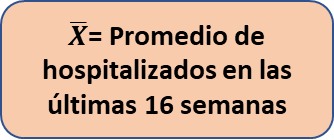 X̅= Promedio de
hospitalizados en las
últimas 16 semanas